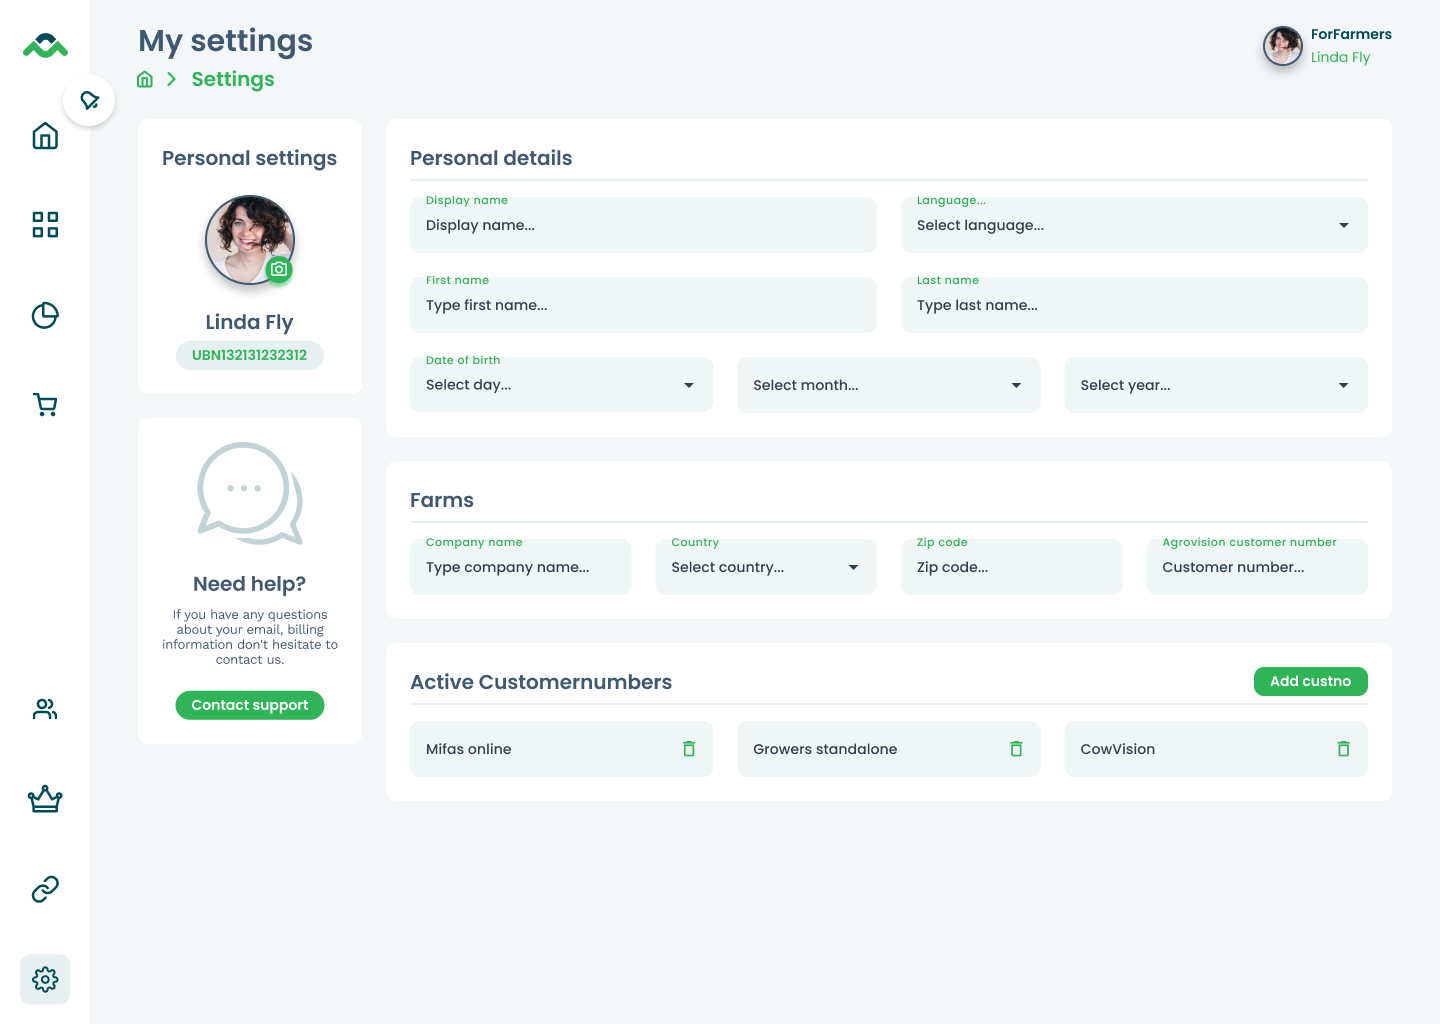 My settings
Settings
ForFarmers
Linda Fly
Personal settings
Linda Fly
UBN132131232312
Need help?
If you have any questions
about your email, billing
information don't hesitate to
contact us.
Contact support
Personal details
Display name
Display name...
Language...
Select language...
First name
Type first name...
Last name
Type last name...
Date of birth
Select day...
Select month...
Select year...
Farms
Company name
Type company name...
Country
Select country...
Zip code
Zip code...
Agrovision customer number
Customer number...
Active Customernumbers
Add custno
Mifas online
Growers standalone
CowVision